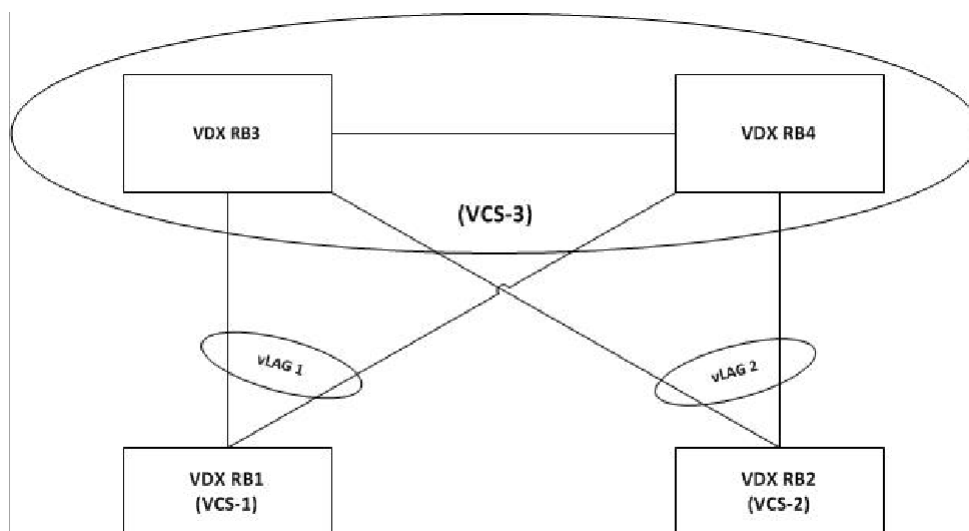 VDX RB3
VDX RB4
(VCS-3)
vLAG 1
vLAG 2
VDX RB1
(VCS-1)
VDX RB2
(VCS-2)